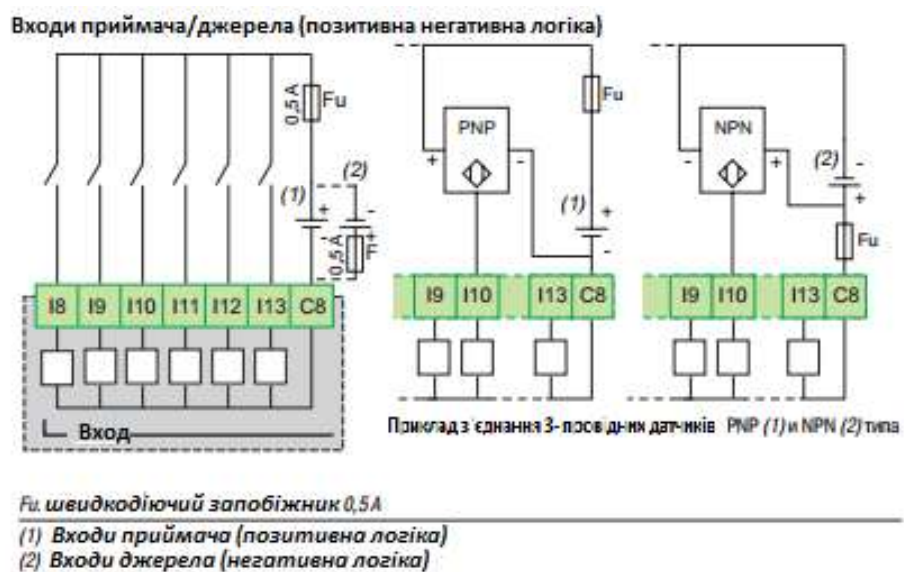 Входи приймача/джерела (позитивна негативна логіка)
0,5 A
Fu
(1)
+
-
(2)
-
+
0,5 A
Fu
I8 I9 I10 I11 I12 I13 C8
Вход
PNP
+
-
Fu
(1)
+
-
I9 I10 I13 C8
NPN
-
+
(2)
-
+
Fu
I9 I10 I13 C8
Приклад з'єднання 3-провідних датчиків PNP (1) и NPN (2) типа
Fu. швидкодіючий запобіжник 0,5 A
(1) Входи приймача (позитивна логіка)
(2) Входи джерела (негативна логіка)